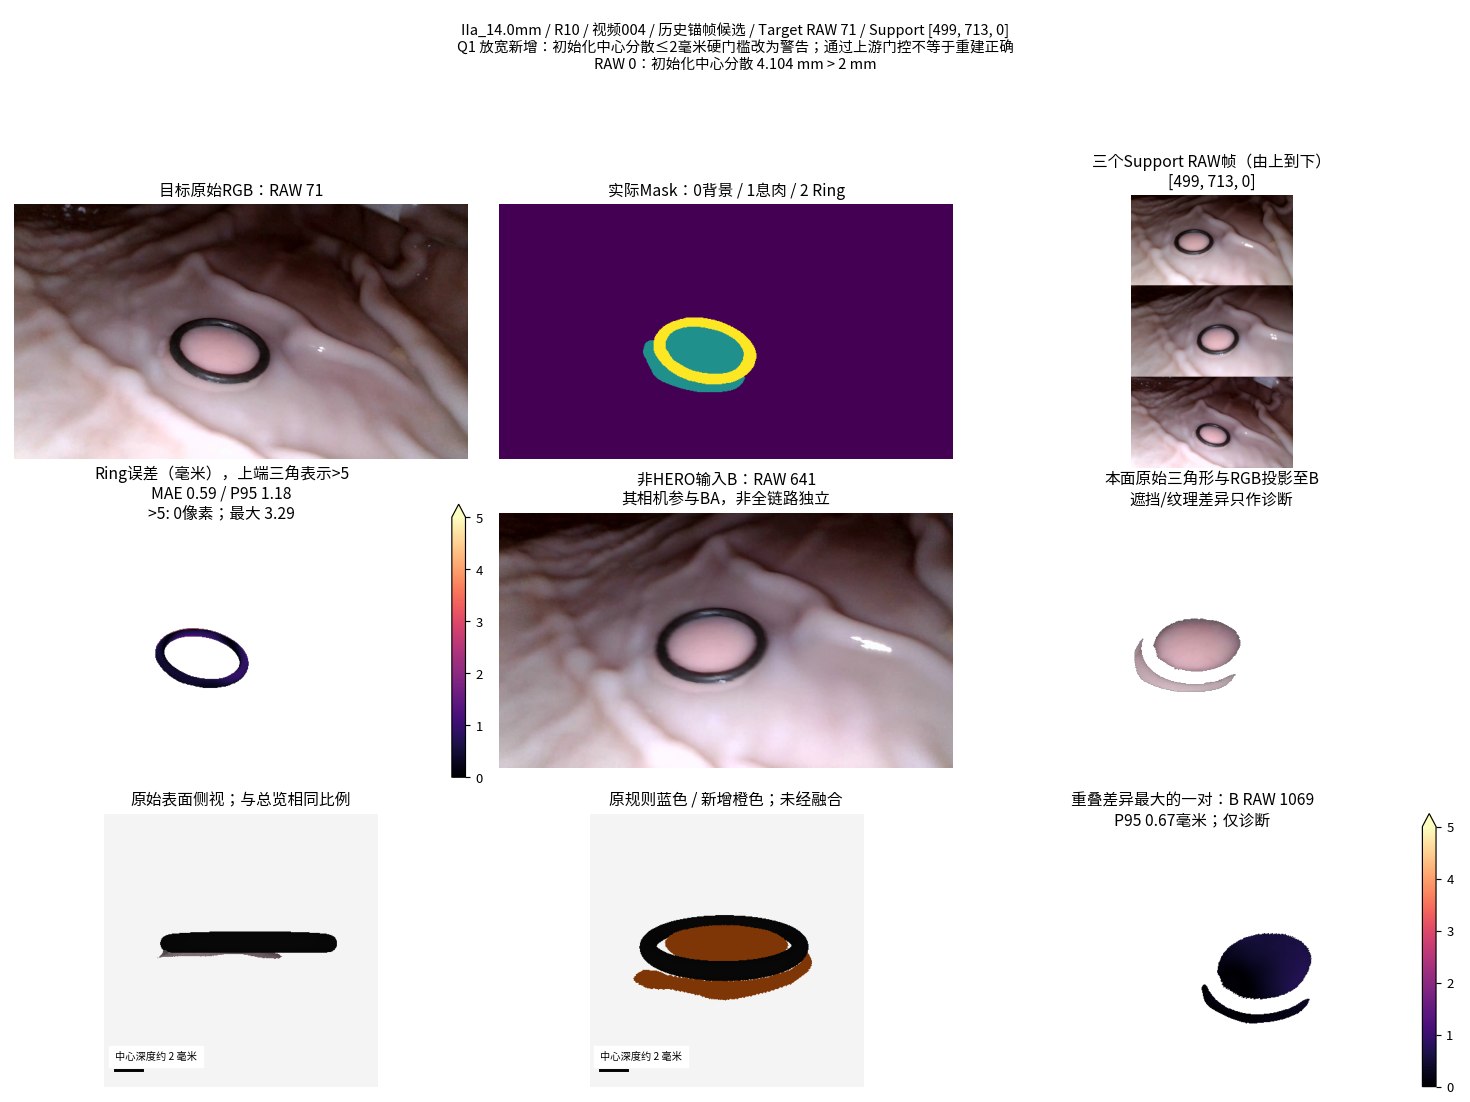 IIa_14.0mm / R10 / 视频004 / 历史锚帧候选 / Target RAW 71 / Support [499, 713, 0]
Q1 放宽新增：初始化中心分散≤2毫米硬门槛改为警告；通过上游门控不等于重建正确
RAW 0：初始化中心分散 4.104 mm > 2 mm
目标原始RGB：RAW 71
实际Mask：0背景 / 1息肉 / 2 Ring
三个Support RAW帧（由上到下）
[499, 713, 0]
Ring误差（毫米），上端三角表示>5
MAE 0.59 / P95 1.18
>5: 0像素；最大 3.29
5
4
3
2
1
0
非HERO输入B：RAW 641
其相机参与BA，非全链路独立
本面原始三角形与RGB投影至B
遮挡/纹理差异只作诊断
原始表面侧视；与总览相同比例
中心深度约 2 毫米
原规则蓝色 / 新增橙色；未经融合
中心深度约 2 毫米
重叠差异最大的一对：B RAW 1069
P95 0.67毫米；仅诊断
5
4
3
2
1
0